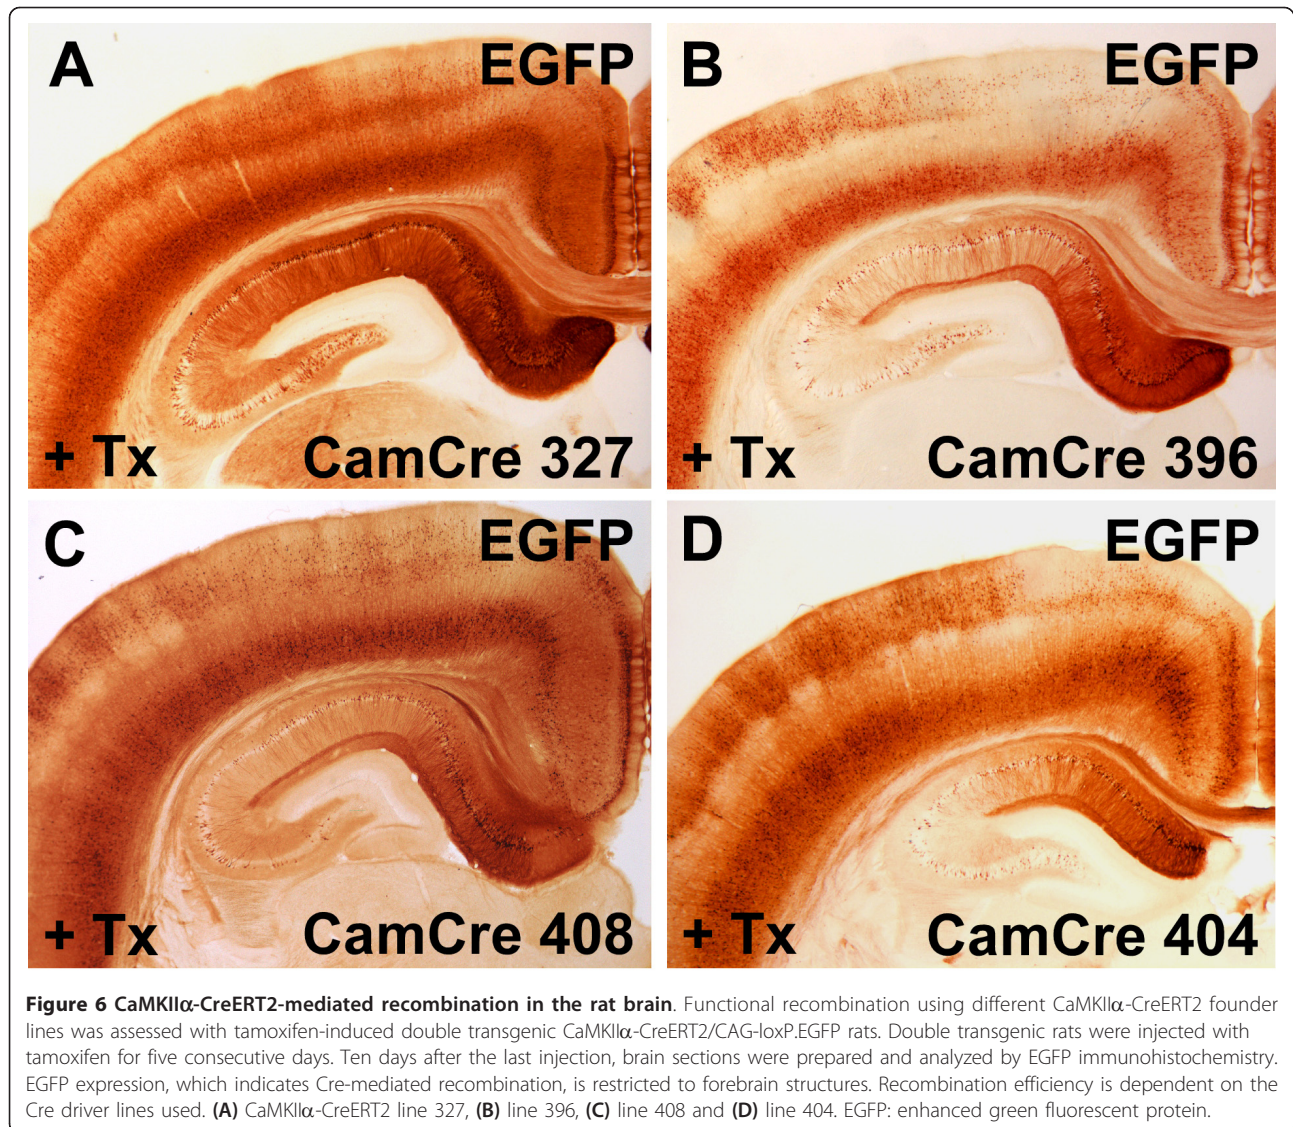 A EGFP
+ Tx CamCre 327
B EGFP
+ Tx CamCre 396
C EGFP
+ Tx CamCre 408
D EGFP
+ Tx CamCre 404
Figure 6 CaMKIIα-CreERT2-mediated recombination in the rat brain. Functional recombination using different CaMKIIα-CreERT2 founder
lines was assessed with tamoxifen-induced double transgenic CaMKIIα-CreERT2/CAG-loxP.EGFP rats. Double transgenic rats were injected with
tamoxifen for five consecutive days. Ten days after the last injection, brain sections were prepared and analyzed by EGFP immunohistochemistry.
EGFP expression, which indicates Cre-mediated recombination, is restricted to forebrain structures. Recombination efficiency is dependent on the
Cre driver lines used. (A) CaMKIIα-CreERT2 line 327, (B) line 396, (C) line 408 and (D) line 404. EGFP: enhanced green fluorescent protein.